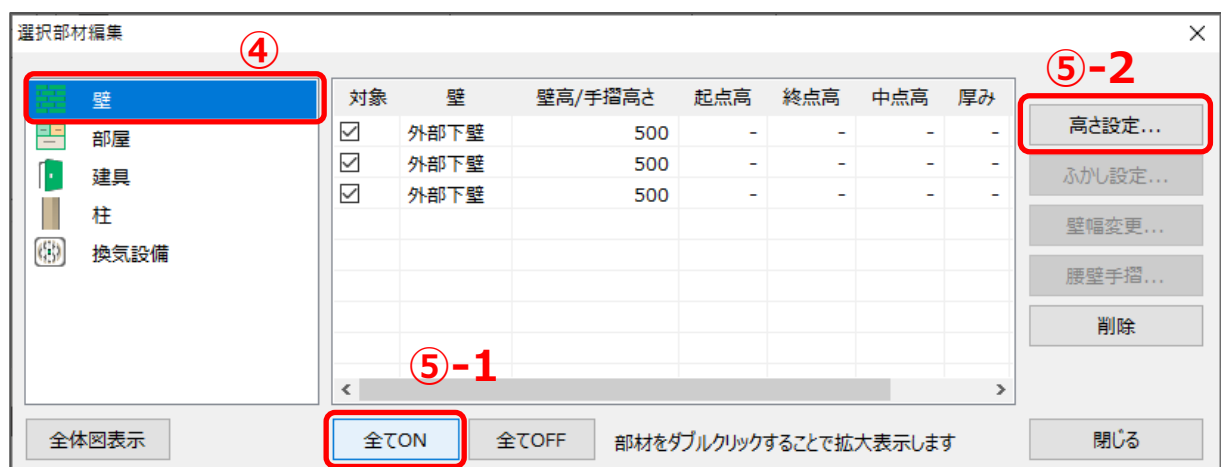 選択部材編集
④
⑤-2
壁
部屋
建具
柱
換気設備
対象 壁 壁高/手摺高さ 起点高 終点高 中点高 厚み
外部下壁 500 - - - -
外部下壁 500 - - - -
外部下壁 500 - - - -
高さ設定...
ふかし設定...
壁幅変更...
腰壁手摺...
削除
⑤-1
全体図表示
全てON
全てOFF
部材をダブルクリックすることで拡大表示します
閉じる